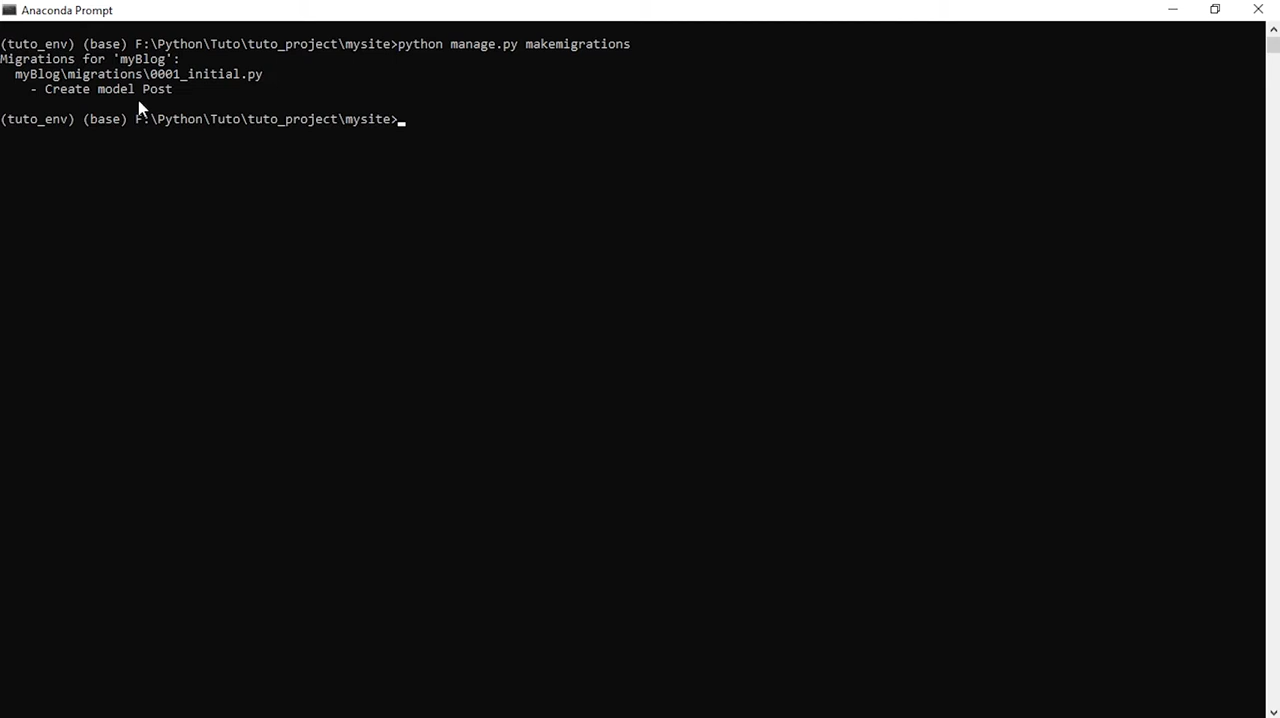 Anaconda Prompt
(tuto_env) (base) F:\Python\Tuto\tuto_project\mysite>python manage.py makemigrations
Migrations for 'myBlog':
  myBlog\migrations\0001_initial.py
    - Create model Post
(tuto_env) (base) F:\Python\Tuto\tuto_project\mysite>